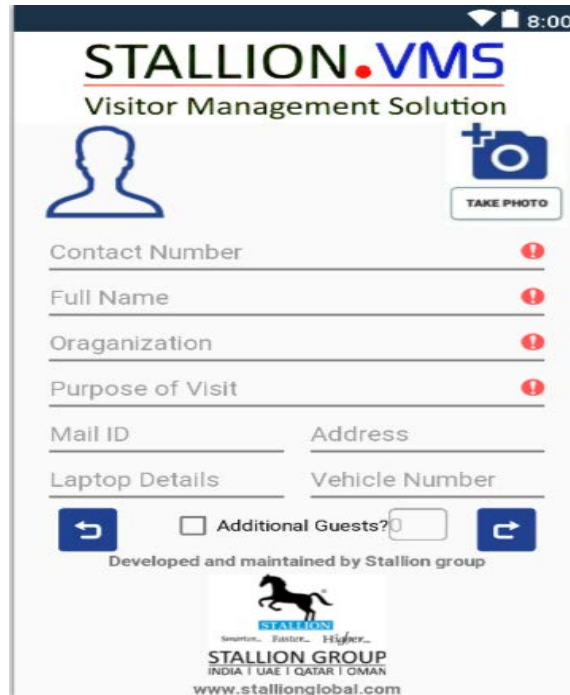 8:00
STALLION.VMS
Visitor Management Solution
TAKE PHOTO
Contact Number
Full Name
Oraganization
Purpose of Visit
Mail ID Address
Laptop Details Vehicle Number
Additional Guests? 0
Developed and maintained by Stallion group
STALLION
Smarter... Faster... Higher...
STALLION GROUP
INDIA | UAE | QATAR | OMAN
www.stallionglobal.com